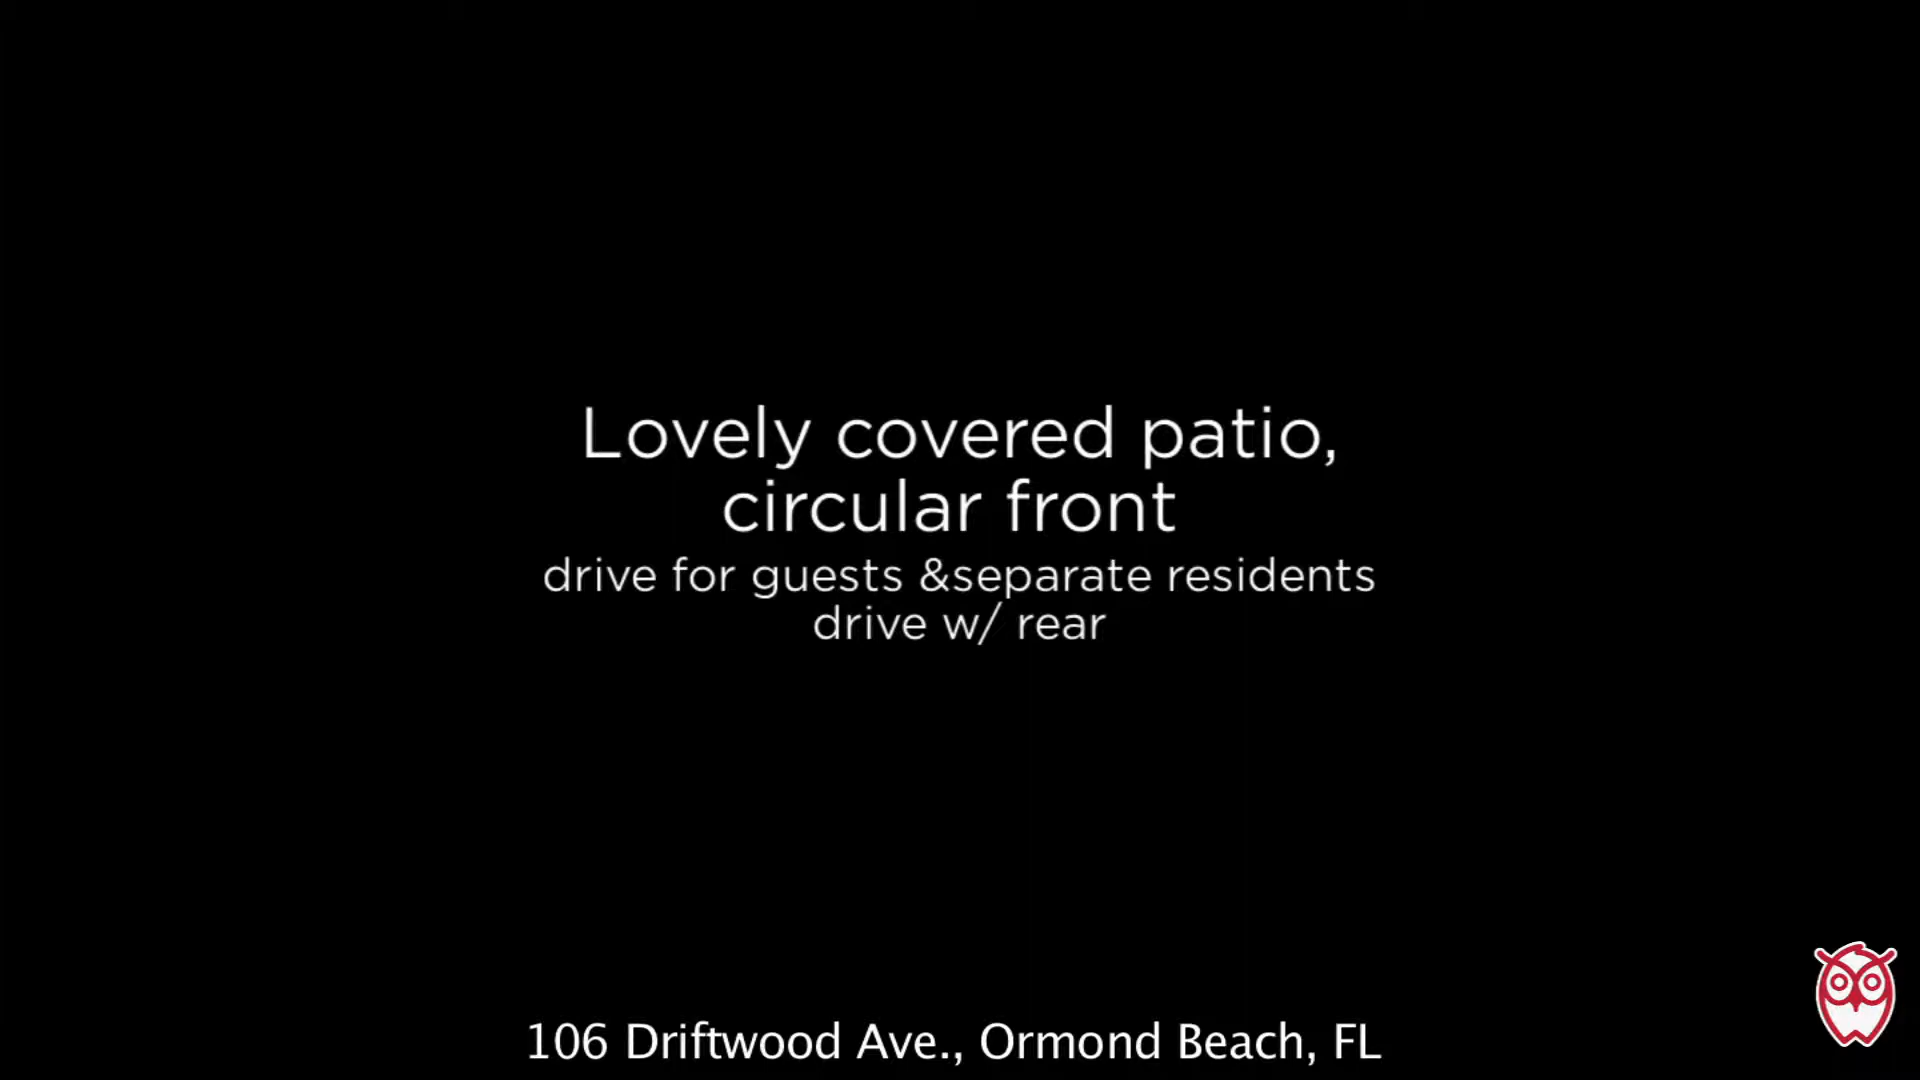 Lovely covered patio,
circular front
drive for guests &separate residents
drive w/ rear
106 Driftwood Ave., Ormond Beach, FL